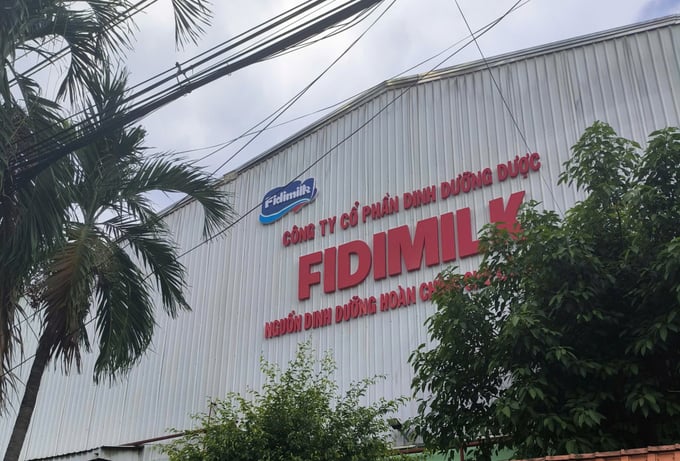 Fidimilk
CÔNG TY CỔ PHẦN DINH DƯỠNG DƯỢC
FIDIMILK
NGUỒN DINH DƯỠNG HOÀN